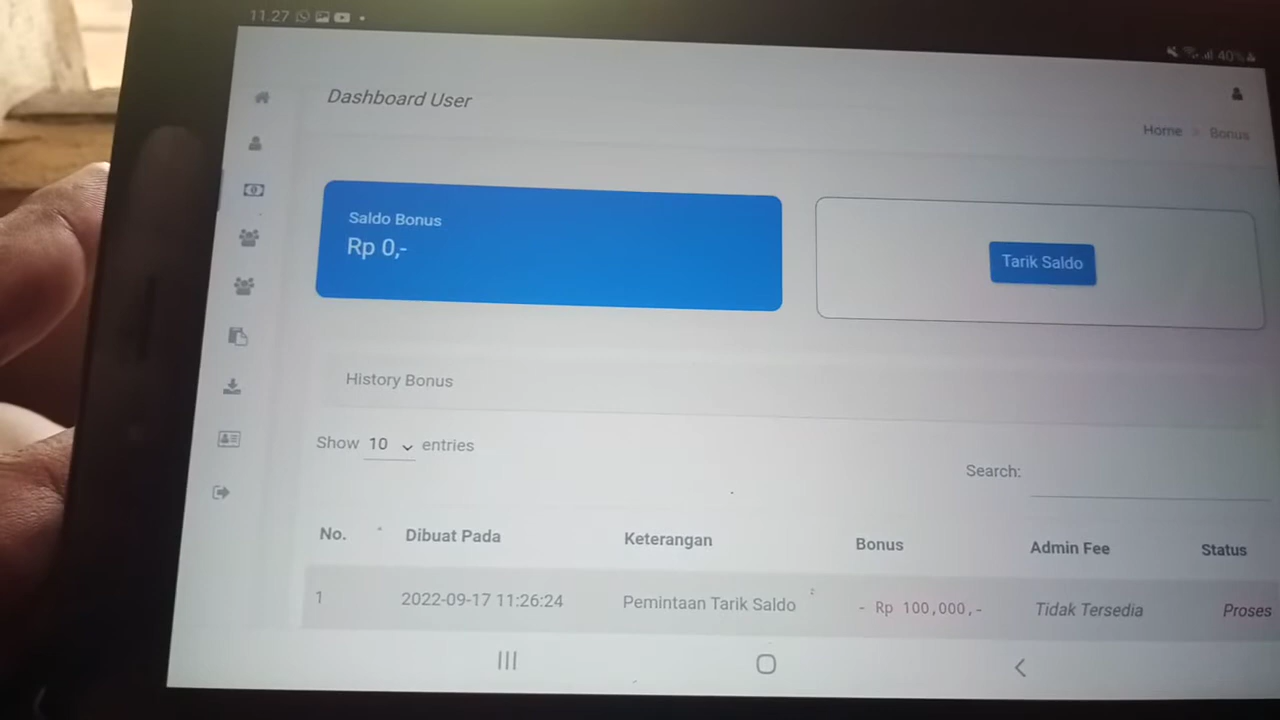 11.27
40%
Dashboard User
Home
Bonus
Saldo Bonus
Rp 0,-
Tarik Saldo
History Bonus
Show 10 entries
Search:
No. Dibuat Pada Keterangan Bonus Admin Fee Status
1 2022-09-17 11:26:24 Pemintaan Tarik Saldo - Rp 100,000,- Tidak Tersedia Proses